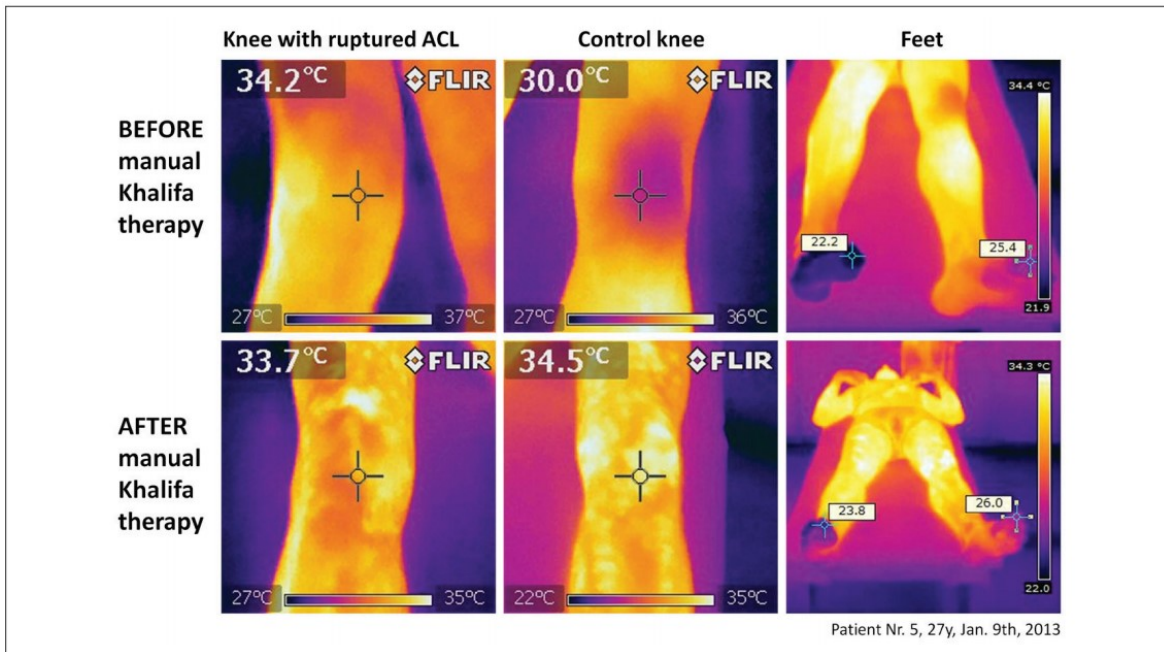 Knee with ruptured ACL
Control knee
Feet
BEFORE
manual
Khalifa
therapy
34.2°C
FLIR
27°C
37°C
30.0°C
FLIR
27°C
36°C
34.4 °C
22.2
25.4
21.9
AFTER
manual
Khalifa
therapy
33.7°C
FLIR
27°C
35°C
34.5°C
FLIR
22°C
35°C
34.3 °C
23.8
26.0
22.0
Patient Nr. 5, 27y, Jan. 9th, 2013